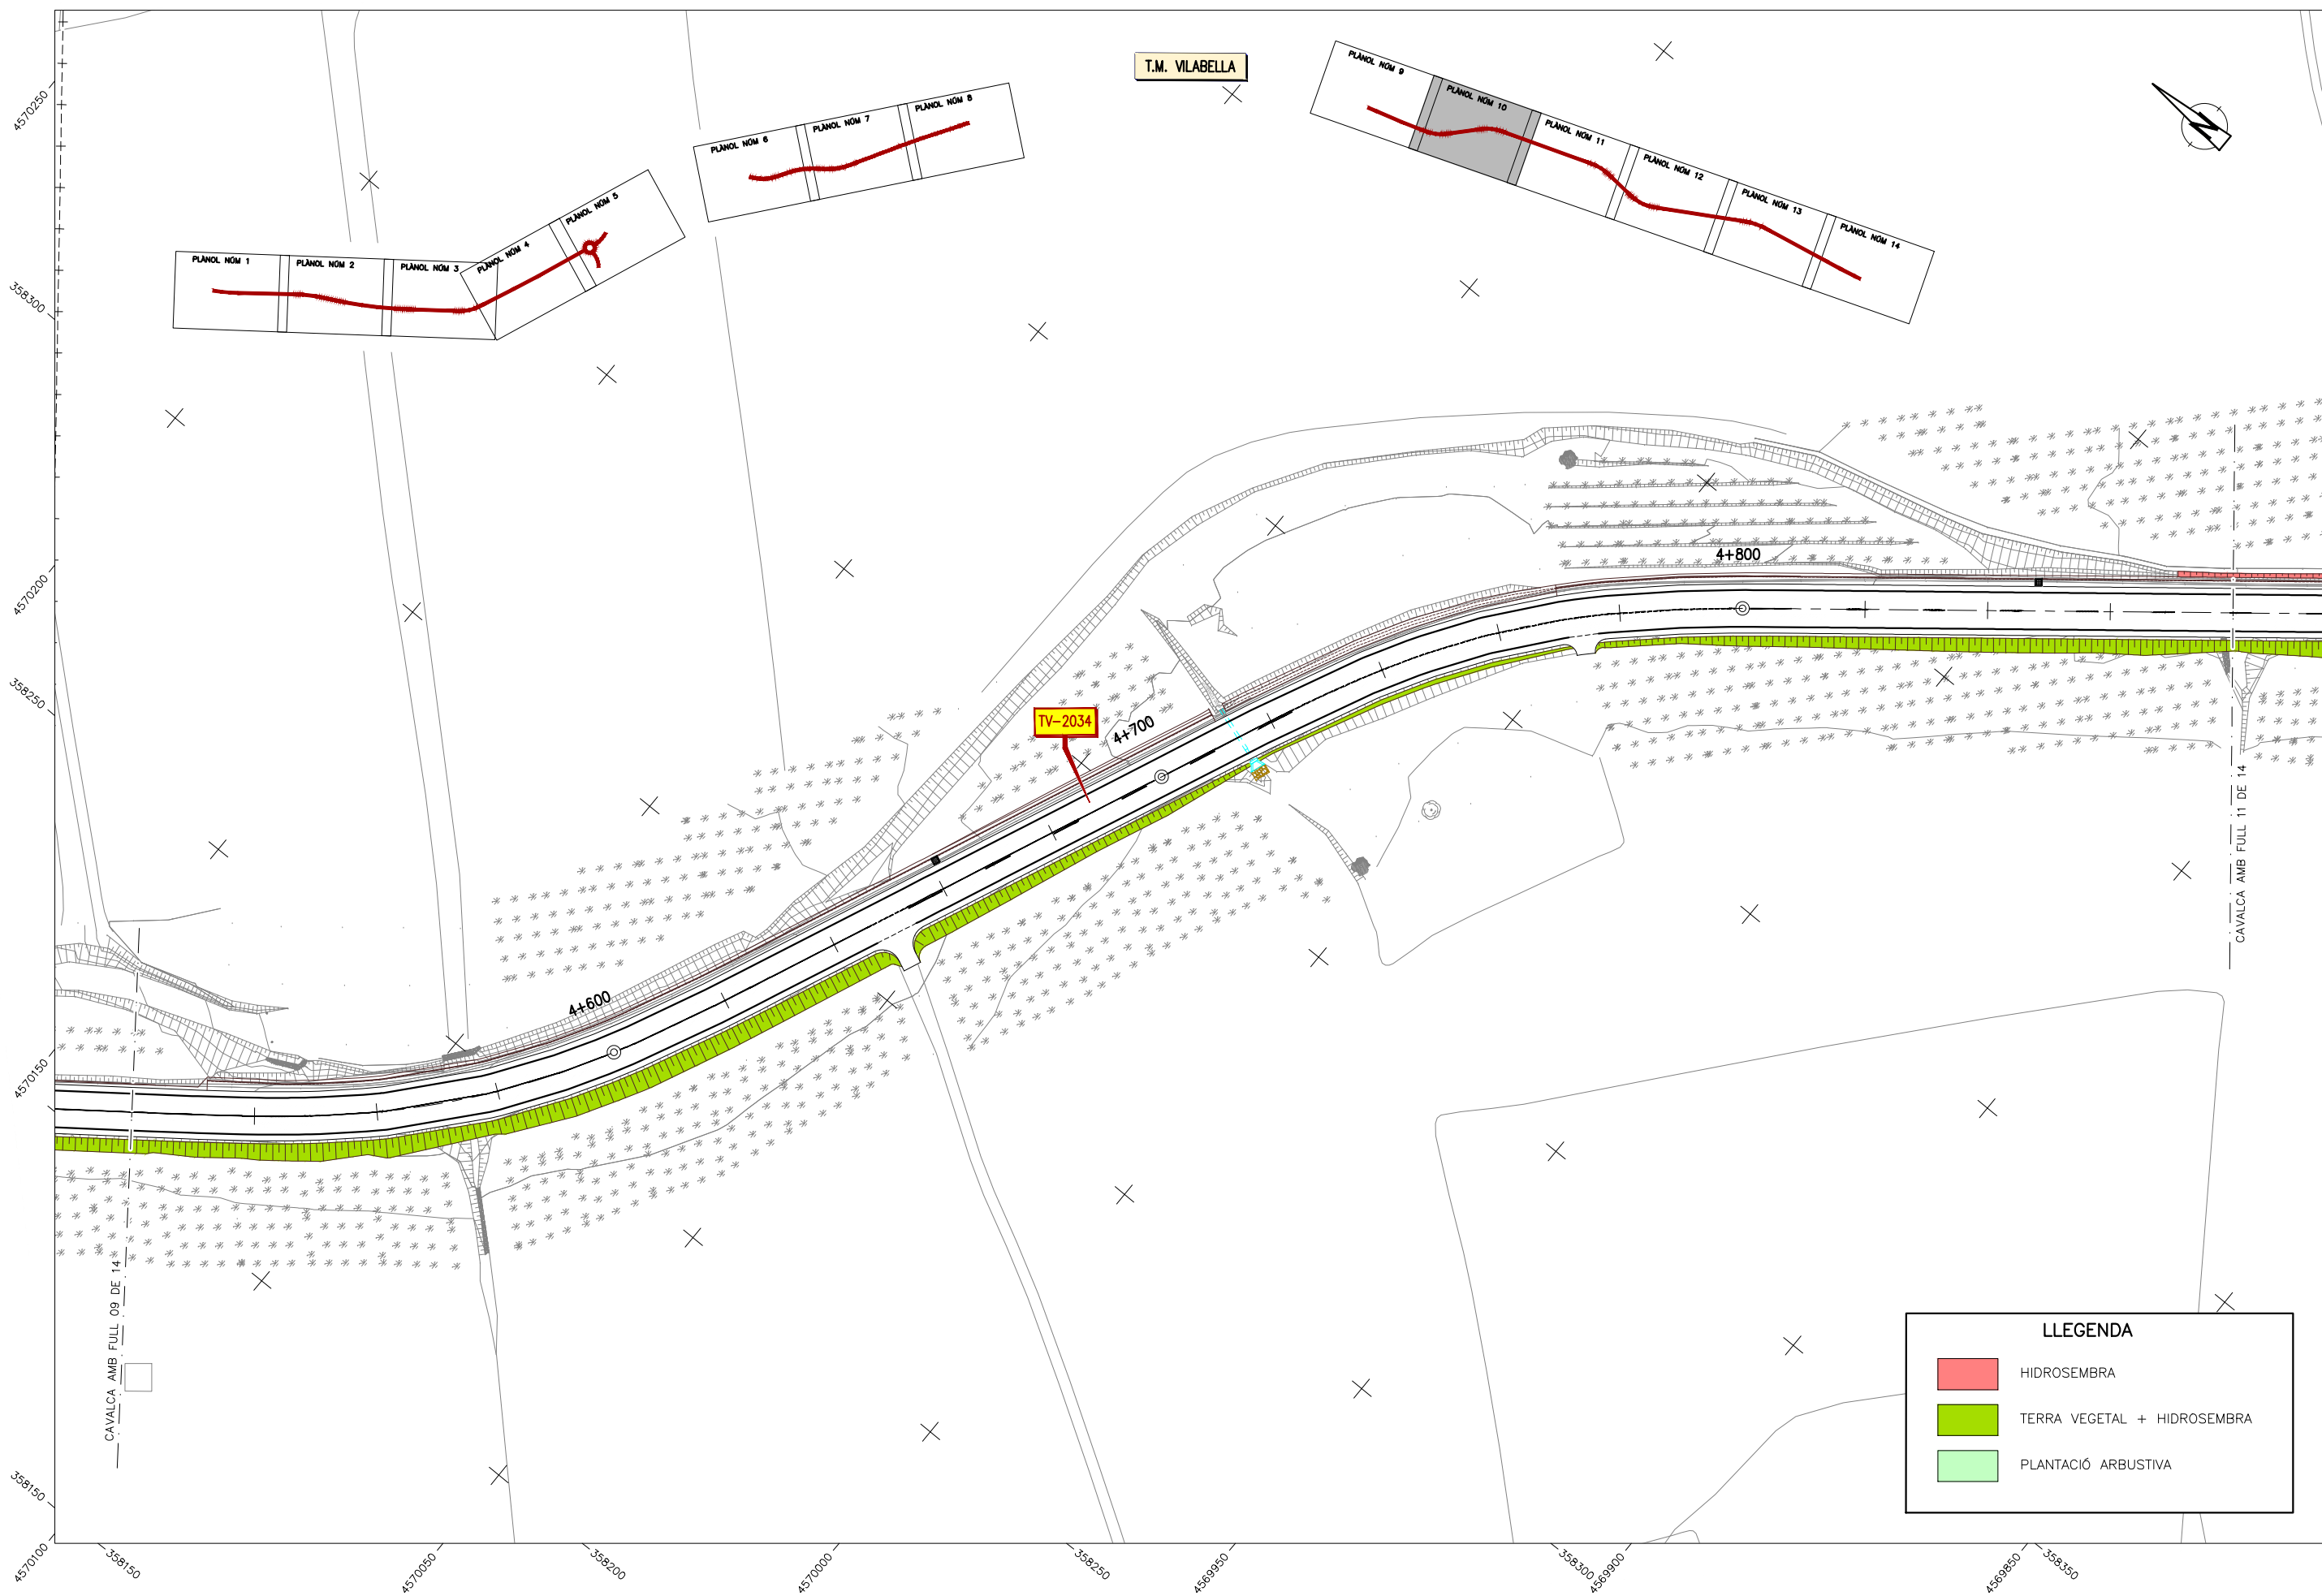 T.M. VILABELLA
PLÀNOL NÚM 1
PLÀNOL NÚM 2
PLÀNOL NÚM 3
PLÀNOL NÚM 4
PLÀNOL NÚM 5
PLÀNOL NÚM 6
PLÀNOL NÚM 7
PLÀNOL NÚM 8
PLÀNOL NÚM 9
PLÀNOL NÚM 10
PLÀNOL NÚM 11
PLÀNOL NÚM 12
PLÀNOL NÚM 13
PLÀNOL NÚM 14
N
4570250
358300
4570200
358250
4570150
358150
4570100
4+800
TV-2034
4+700
4+600
CAVALCA AMB FULL 11 DE 14
CAVALCA AMB FULL 09 DE 14
LLEGENDA
HIDROSEMBRA
TERRA VEGETAL + HIDROSEMBRA
PLANTACIÓ ARBUSTIVA
358150
4570050
358200
4570000
358250
4569950
358300
4569900
4569850
358350